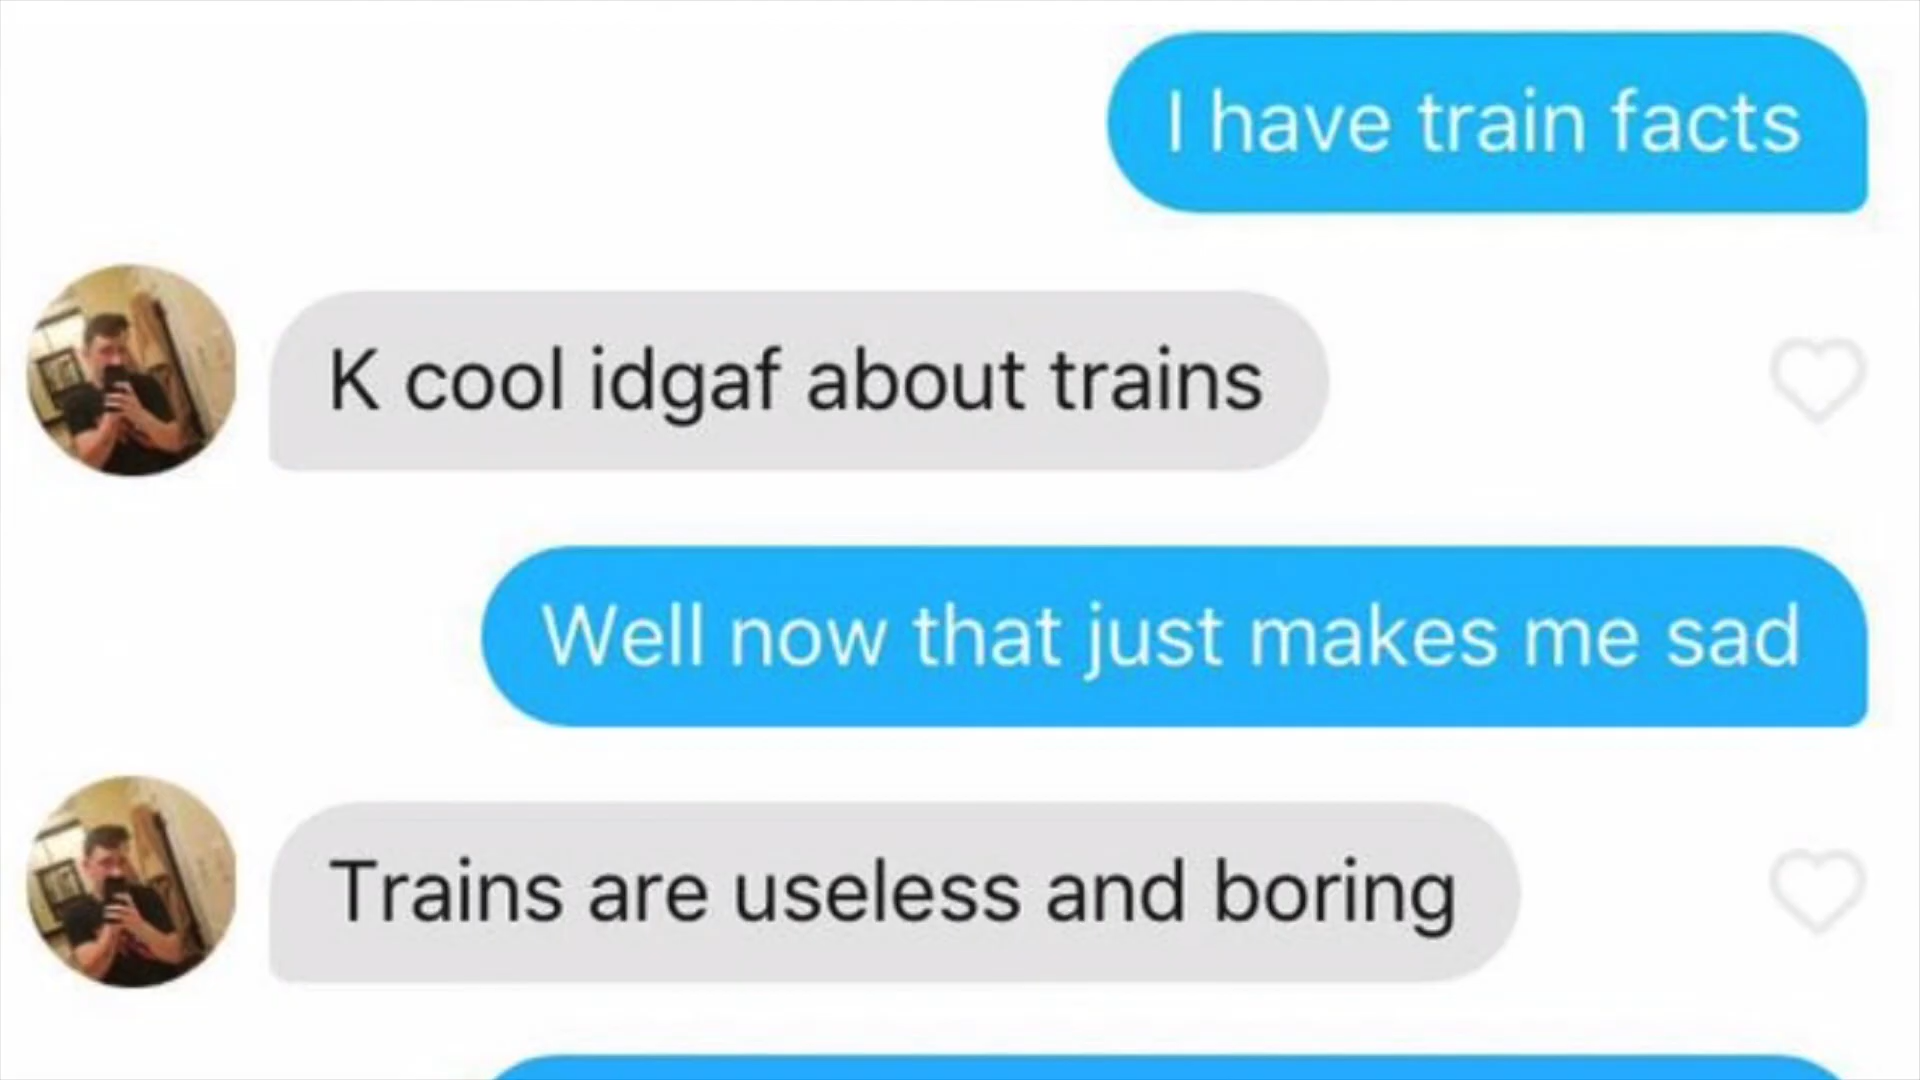 I have train facts
K cool idgaf about trains
Well now that just makes me sad
Trains are useless and boring